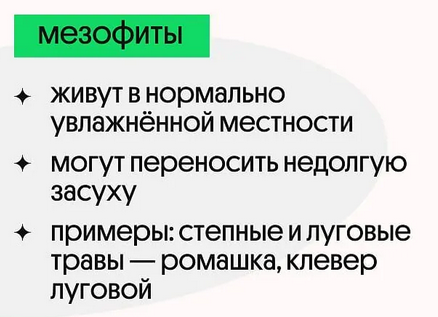 мезофиты
живут в нормально
увлажнённой местности
могут переносить недолгую
засуху
примеры: степные и луговые
травы — ромашка, клевер
луговой